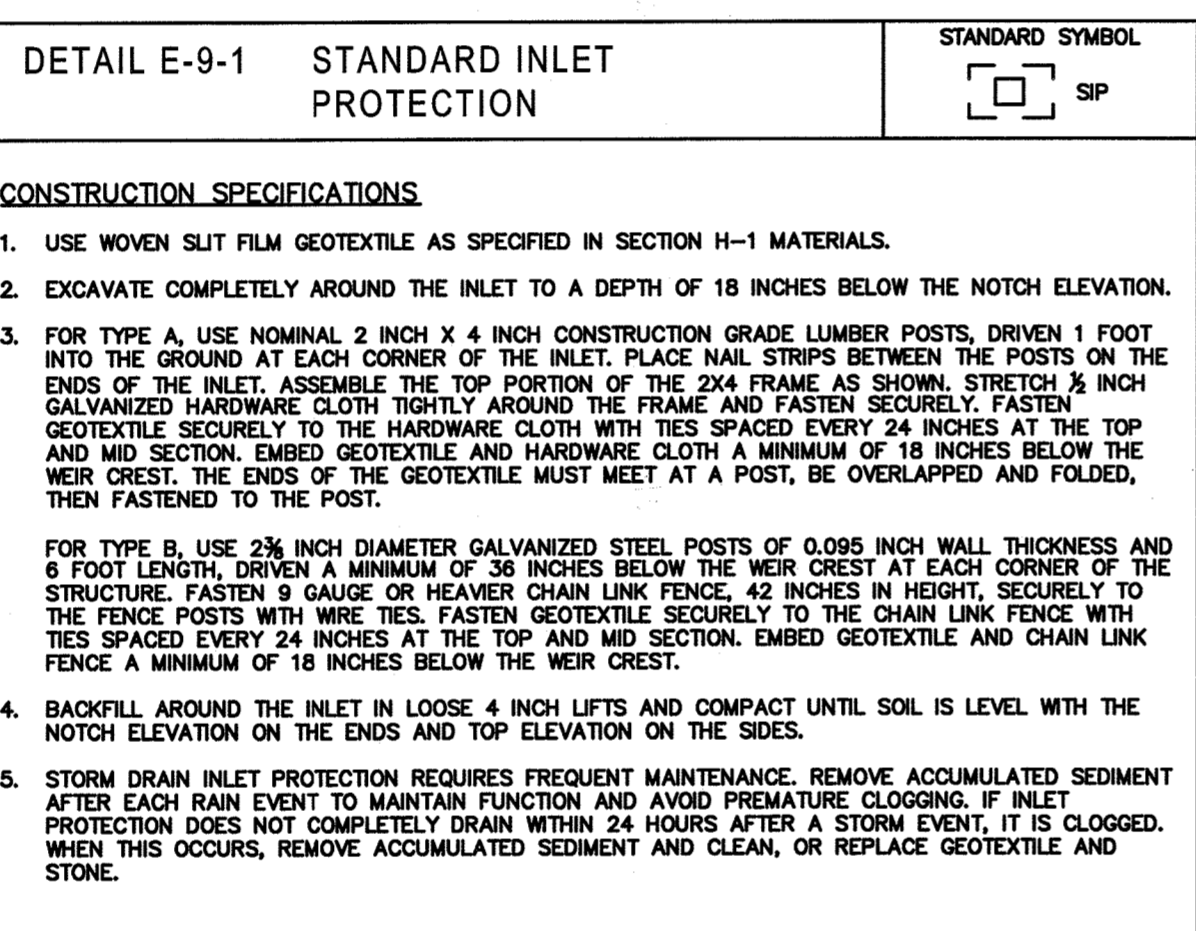 DETAIL E-9-1 STANDARD INLET
PROTECTION
STANDARD SYMBOL
SIP
CONSTRUCTION SPECIFICATIONS
1. USE WOVEN SLIT FILM GEOTEXTILE AS SPECIFIED IN SECTION H-1 MATERIALS.
2. EXCAVATE COMPLETELY AROUND THE INLET TO A DEPTH OF 18 INCHES BELOW THE NOTCH ELEVATION.
3. FOR TYPE A, USE NOMINAL 2 INCH X 4 INCH CONSTRUCTION GRADE LUMBER POSTS, DRIVEN 1 FOOT
INTO THE GROUND AT EACH CORNER OF THE INLET. PLACE NAIL STRIPS BETWEEN THE POSTS ON THE
ENDS OF THE INLET. ASSEMBLE THE TOP PORTION OF THE 2X4 FRAME AS SHOWN. STRETCH ½ INCH
GALVANIZED HARDWARE CLOTH TIGHTLY AROUND THE FRAME AND FASTEN SECURELY. FASTEN
GEOTEXTILE SECURELY TO THE HARDWARE CLOTH WITH TIES SPACED EVERY 24 INCHES AT THE TOP
AND MID SECTION. EMBED GEOTEXTILE AND HARDWARE CLOTH A MINIMUM OF 18 INCHES BELOW THE
WEIR CREST. THE ENDS OF THE GEOTEXTILE MUST MEET AT A POST, BE OVERLAPPED AND FOLDED,
THEN FASTENED TO THE POST.
FOR TYPE B, USE 2⅜ INCH DIAMETER GALVANIZED STEEL POSTS OF 0.095 INCH WALL THICKNESS AND
6 FOOT LENGTH, DRIVEN A MINIMUM OF 36 INCHES BELOW THE WEIR CREST AT EACH CORNER OF THE
STRUCTURE. FASTEN 9 GAUGE OR HEAVIER CHAIN LINK FENCE, 42 INCHES IN HEIGHT, SECURELY TO
THE FENCE POSTS WITH WIRE TIES. FASTEN GEOTEXTILE SECURELY TO THE CHAIN LINK FENCE WITH
TIES SPACED EVERY 24 INCHES AT THE TOP AND MID SECTION. EMBED GEOTEXTILE AND CHAIN LINK
FENCE A MINIMUM OF 18 INCHES BELOW THE WEIR CREST.
4. BACKFILL AROUND THE INLET IN LOOSE 4 INCH LIFTS AND COMPACT UNTIL SOIL IS LEVEL WITH THE
NOTCH ELEVATION ON THE ENDS AND TOP ELEVATION ON THE SIDES.
5. STORM DRAIN INLET PROTECTION REQUIRES FREQUENT MAINTENANCE. REMOVE ACCUMULATED SEDIMENT
AFTER EACH RAIN EVENT TO MAINTAIN FUNCTION AND AVOID PREMATURE CLOGGING. IF INLET
PROTECTION DOES NOT COMPLETELY DRAIN WITHIN 24 HOURS AFTER A STORM EVENT, IT IS CLOGGED.
WHEN THIS OCCURS, REMOVE ACCUMULATED SEDIMENT AND CLEAN, OR REPLACE GEOTEXTILE AND
STONE.